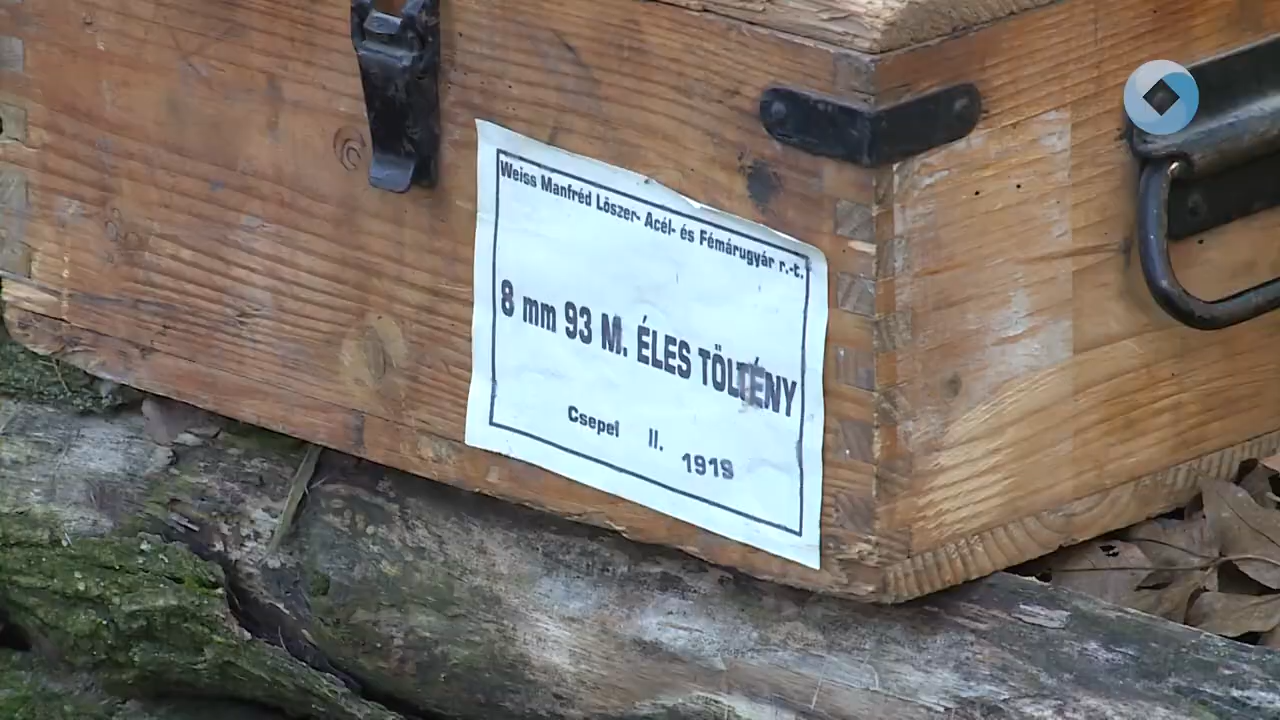 Weiss Manfréd Lőszer- Acél- és Fémárugyár r.-t.
8 mm 93 M. ÉLES TÖLTÉNY
Csepel II. 1919